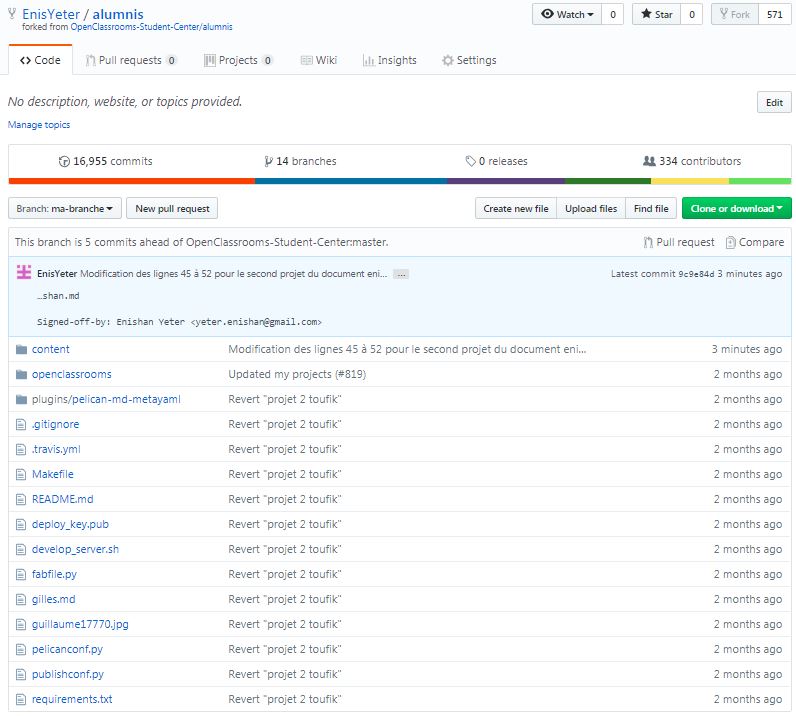 EnisYeter / alumnis
Watch 0 Star 0 Fork 571
forked from OpenClassrooms-Student-Center/alumnis
Code Pull requests 0 Projects 0 Wiki Insights Settings
No description, website, or topics provided.
Edit
Manage topics
16,955 commits 14 branches 0 releases 334 contributors
Branch: ma-branche New pull request Create new file Upload files Find file Clone or download
This branch is 5 commits ahead of OpenClassrooms-Student-Center:master. Pull request Compare
EnisYeter Modification des lignes 45 à 52 pour le second projet du document eni... ... Latest commit 9c9e84d 3 minutes ago
…shan.md
Signed-off-by: Enishan Yeter <yeter.enishan@gmail.com>
content Modification des lignes 45 à 52 pour le second projet du document eni... 3 minutes ago
openclassrooms Updated my projects (#819) 2 months ago
plugins/pelican-md-metayaml Revert "projet 2 toufik" 2 months ago
.gitignore Revert "projet 2 toufik" 2 months ago
.travis.yml Revert "projet 2 toufik" 2 months ago
Makefile Revert "projet 2 toufik" 2 months ago
README.md Revert "projet 2 toufik" 2 months ago
deploy_key.pub Revert "projet 2 toufik" 2 months ago
develop_server.sh Revert "projet 2 toufik" 2 months ago
fabfile.py Revert "projet 2 toufik" 2 months ago
gilles.md Revert "projet 2 toufik" 2 months ago
guillaume17770.jpg Revert "projet 2 toufik" 2 months ago
pelicanconf.py Revert "projet 2 toufik" 2 months ago
publishconf.py Revert "projet 2 toufik" 2 months ago
requirements.txt Revert "projet 2 toufik" 2 months ago